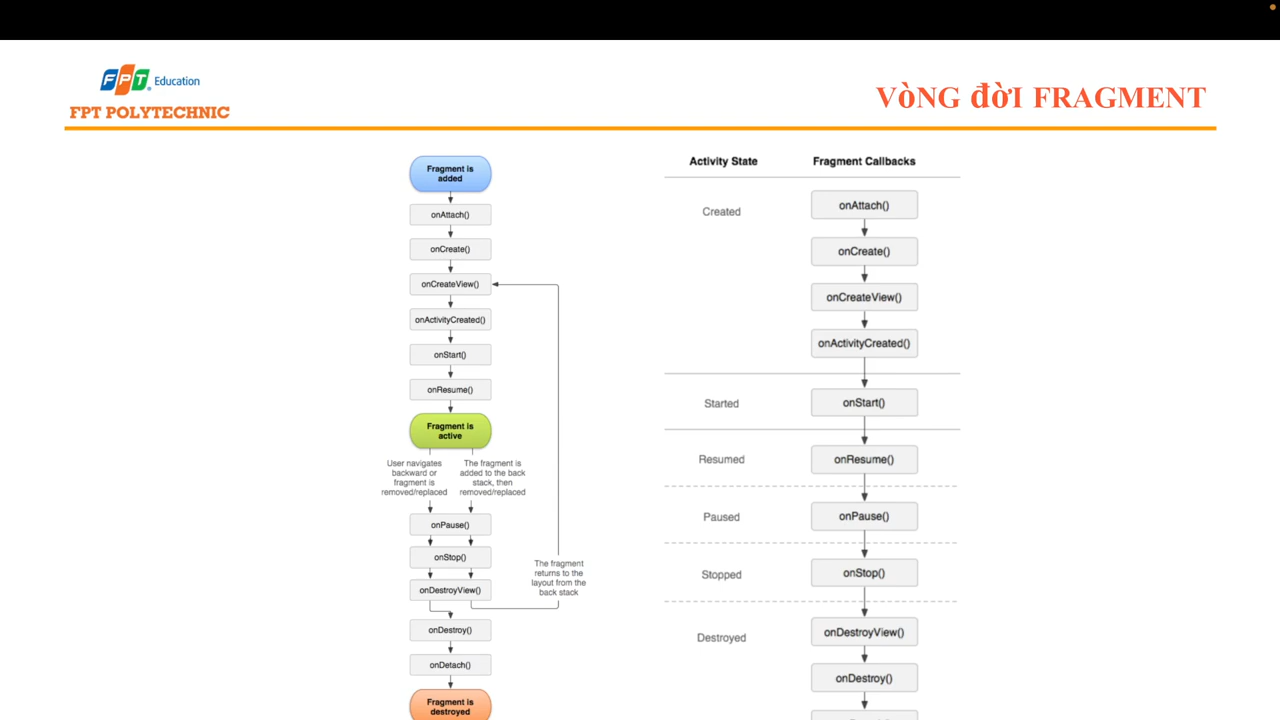 FPT Education
FPT POLYTECHNIC
VòNG đờI FRAGMENT
Fragment is
added
onAttach()
onCreate()
onCreateView()
onActivityCreated()
onStart()
onResume()
Fragment is
active
User navigates
backward or
fragment is
removed/replaced
The fragment is
added to the back
stack, then
removed/replaced
onPause()
onStop()
onDestroyView()
The fragment
returns to the
layout from the
back stack
onDestroy()
onDetach()
Fragment is
destroyed
Activity State
Fragment Callbacks
Created
onAttach()
onCreate()
onCreateView()
onActivityCreated()
Started
onStart()
Resumed
onResume()
Paused
onPause()
Stopped
onStop()
Destroyed
onDestroyView()
onDestroy()